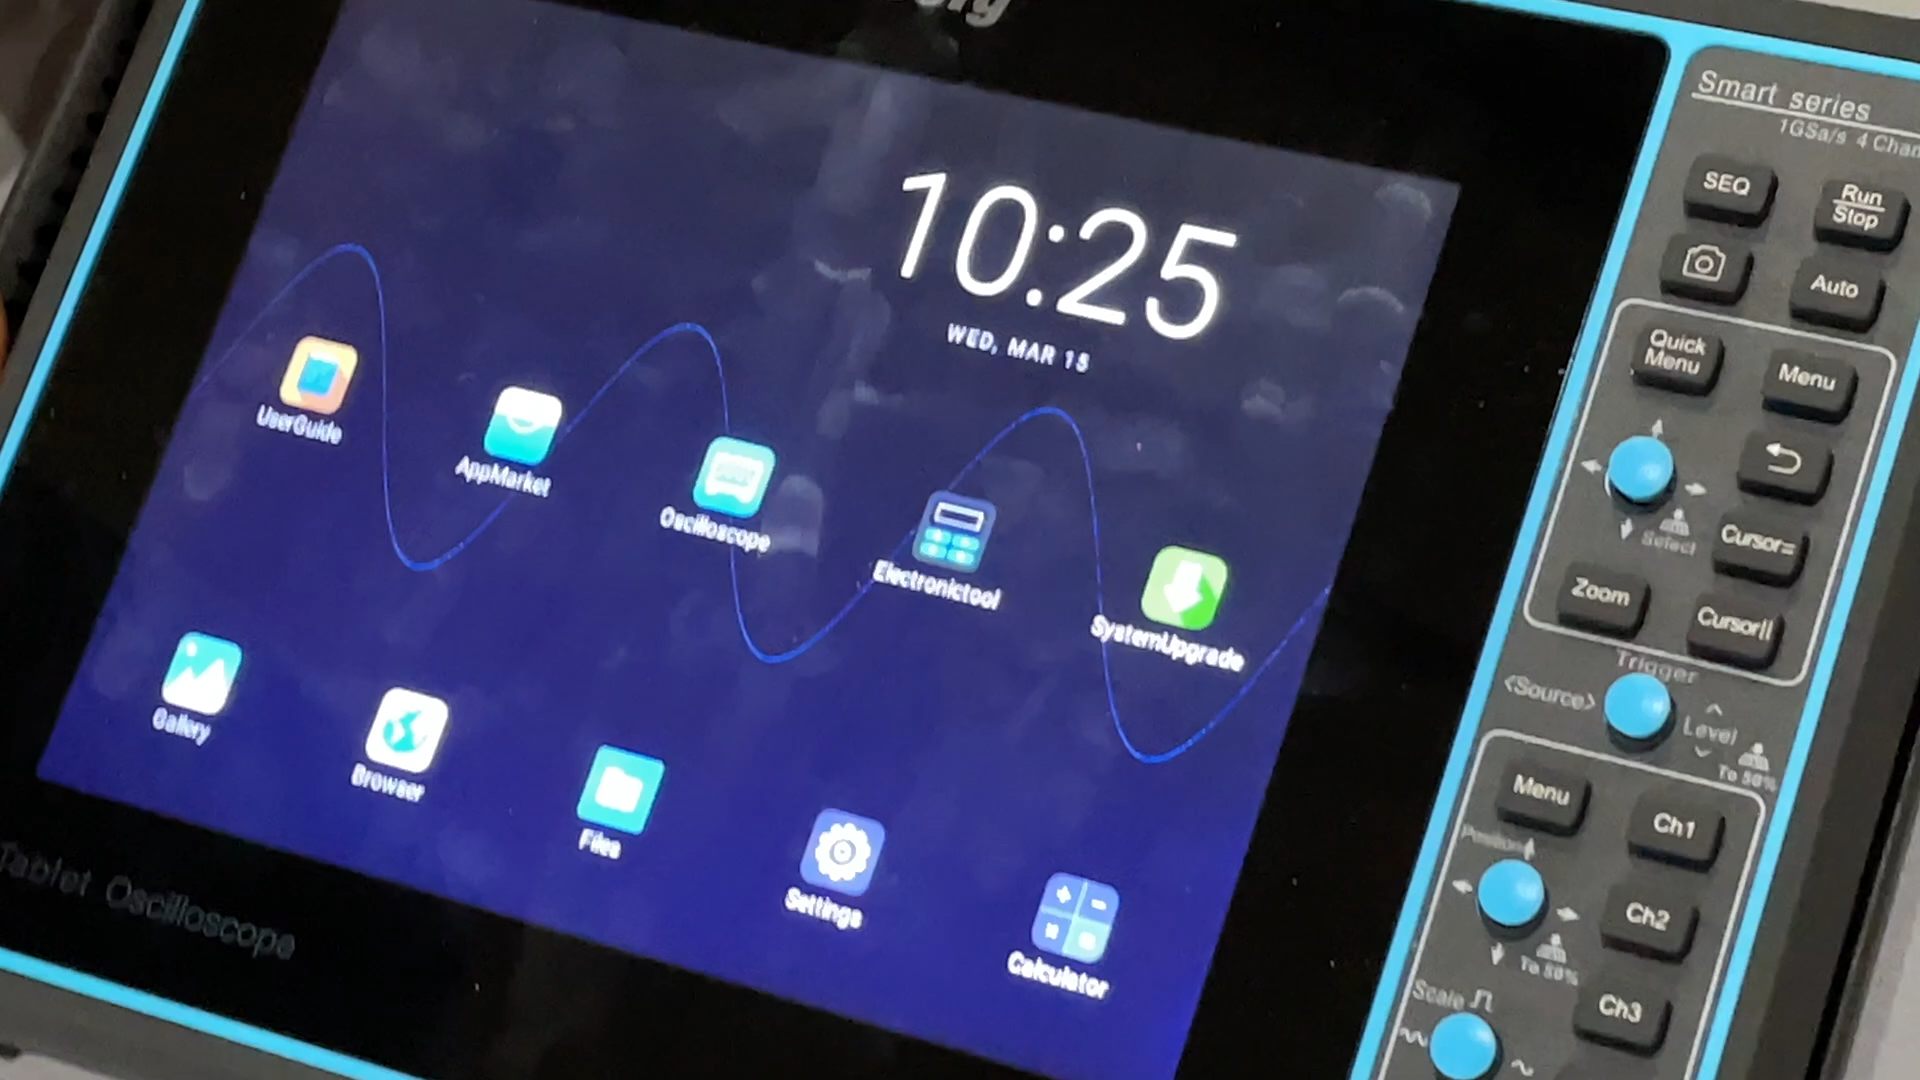 Smart series
1GSa/s 4 Chan
SEQ
Run
Stop
Auto
10:25
WED, MAR 15
Quick
Menu
Menu
UserGuide
AppMarket
Oscilloscope
Electronictool
SystemUpgrade
Select
Cursor=
Zoom
Cursor||
Trigger
<Source>
Level
To 50%
Gallery
Browser
Files
Settings
Calculator
Menu
Ch1
Position
Ch2
To 50%
Ch3
Scale
Tablet Oscilloscope